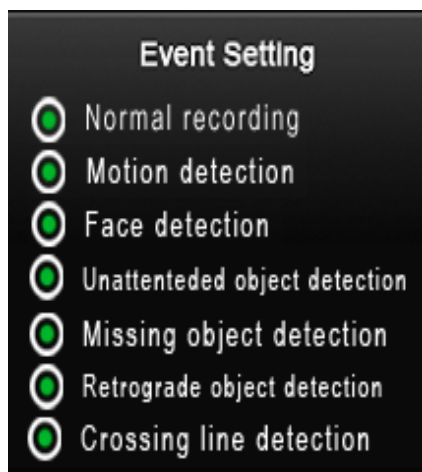 Event Setting
Normal recording
Motion detection
Face detection
Unattenteded object detection
Missing object detection
Retrograde object detection
Crossing line detection